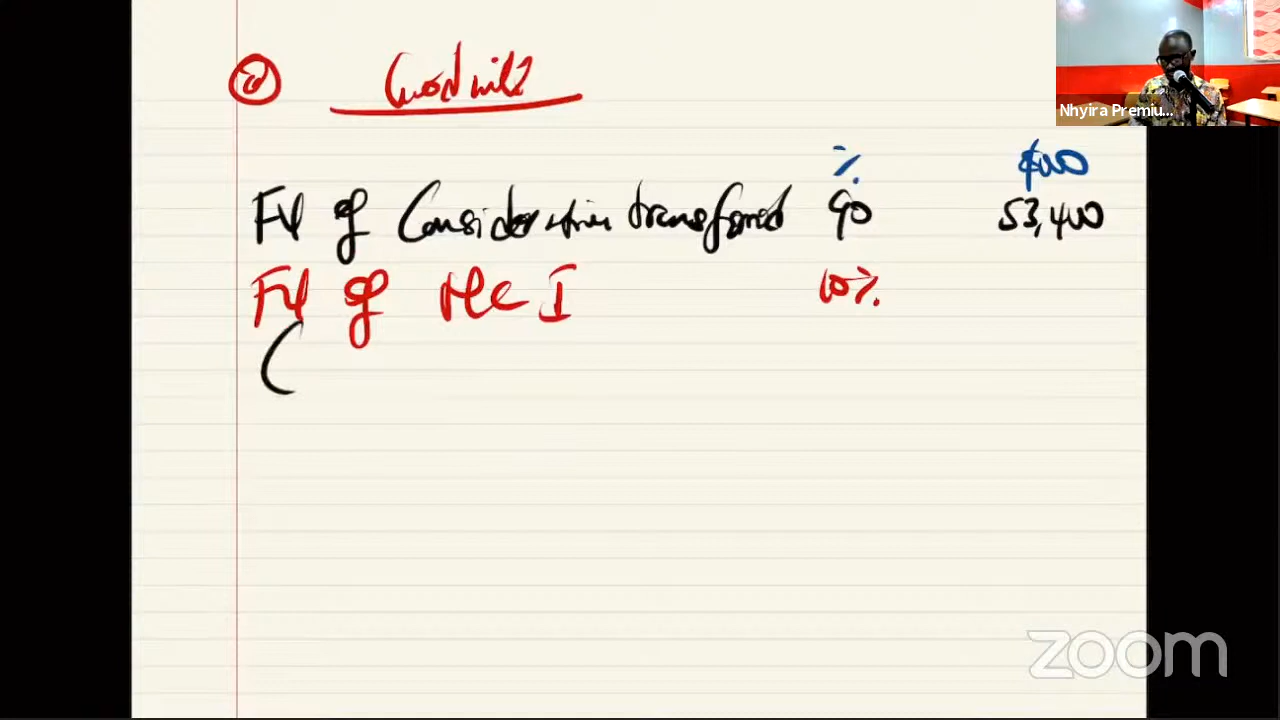 Nhyira Premiu...
Goodwill
% ¢000
FV of Consideration transferred 90 53,400
FV of NCI 10%
(
zoom